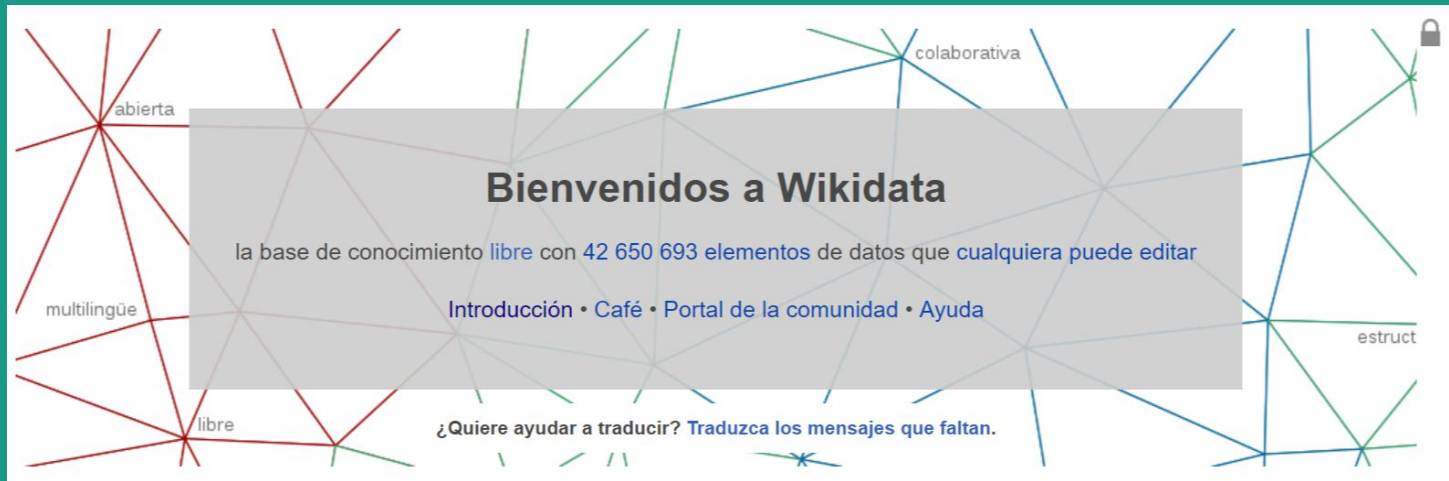 colaborativa
abierta
Bienvenidos a Wikidata
la base de conocimiento libre con 42 650 693 elementos de datos que cualquiera puede editar
Introducción • Café • Portal de la comunidad • Ayuda
multilingüe
estruct
libre
¿Quiere ayudar a traducir? Traduzca los mensajes que faltan.